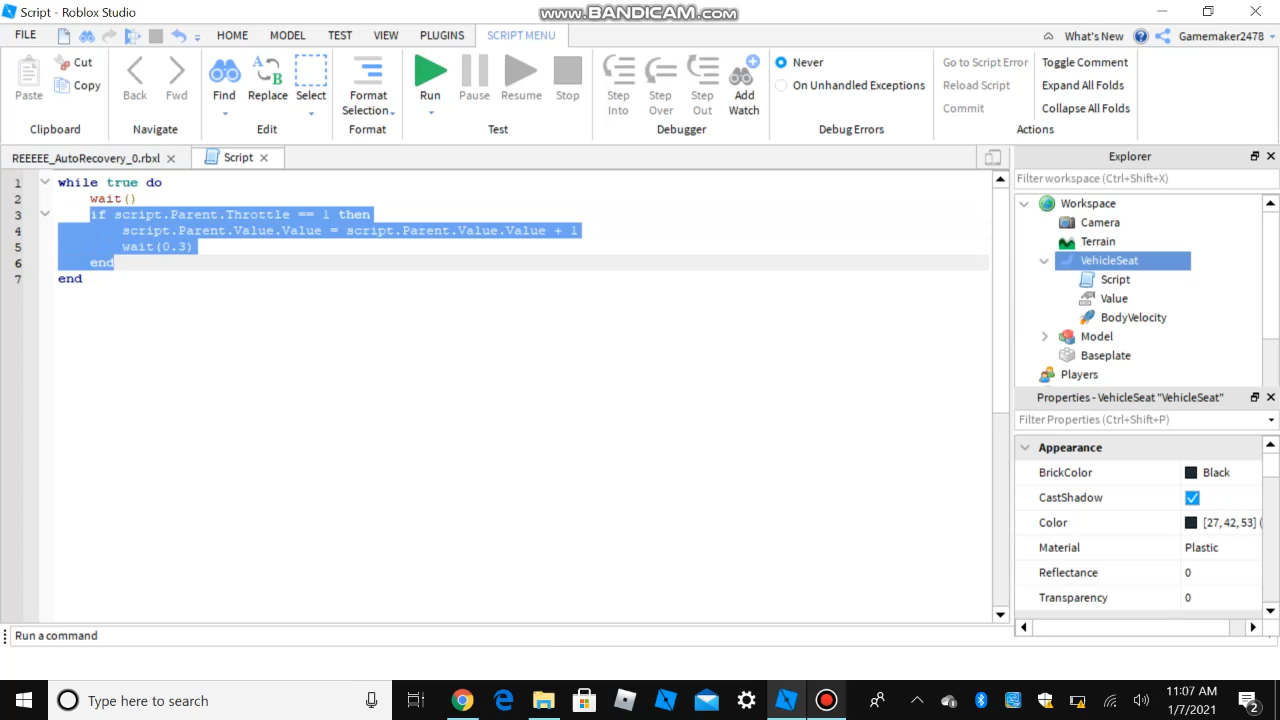 Script - Roblox Studio
www.BANDICAM.com
FILE HOME MODEL TEST VIEW PLUGINS SCRIPT MENU What's New Gamemaker2478
Paste Cut Copy Back Fwd Find Replace Select Format Selection Run Pause Resume Stop Step Into Step Over Step Out Add Watch Never On Unhandled Exceptions Go to Script Error Reload Script Commit Toggle Comment Expand All Folds Collapse All Folds
Clipboard Navigate Edit Format Test Debugger Debug Errors Actions
REEEEE_AutoRecovery_0.rbxl Script
1 while true do
2 wait()
3 if script.Parent.Throttle == 1 then
4 script.Parent.Value.Value = script.Parent.Value.Value + 1
5 wait(0.3)
6 end
7 end
Explorer
Filter workspace (Ctrl+Shift+X)
Workspace
Camera
Terrain
VehicleSeat
Script
Value
BodyVelocity
Model
Baseplate
Players
Properties - VehicleSeat "VehicleSeat"
Filter Properties (Ctrl+Shift+P)
Appearance
BrickColor Black
CastShadow
Color [27, 42, 53] (
Material Plastic
Reflectance 0
Transparency 0
Run a command
Type here to search
11:07 AM
1/7/2021
2